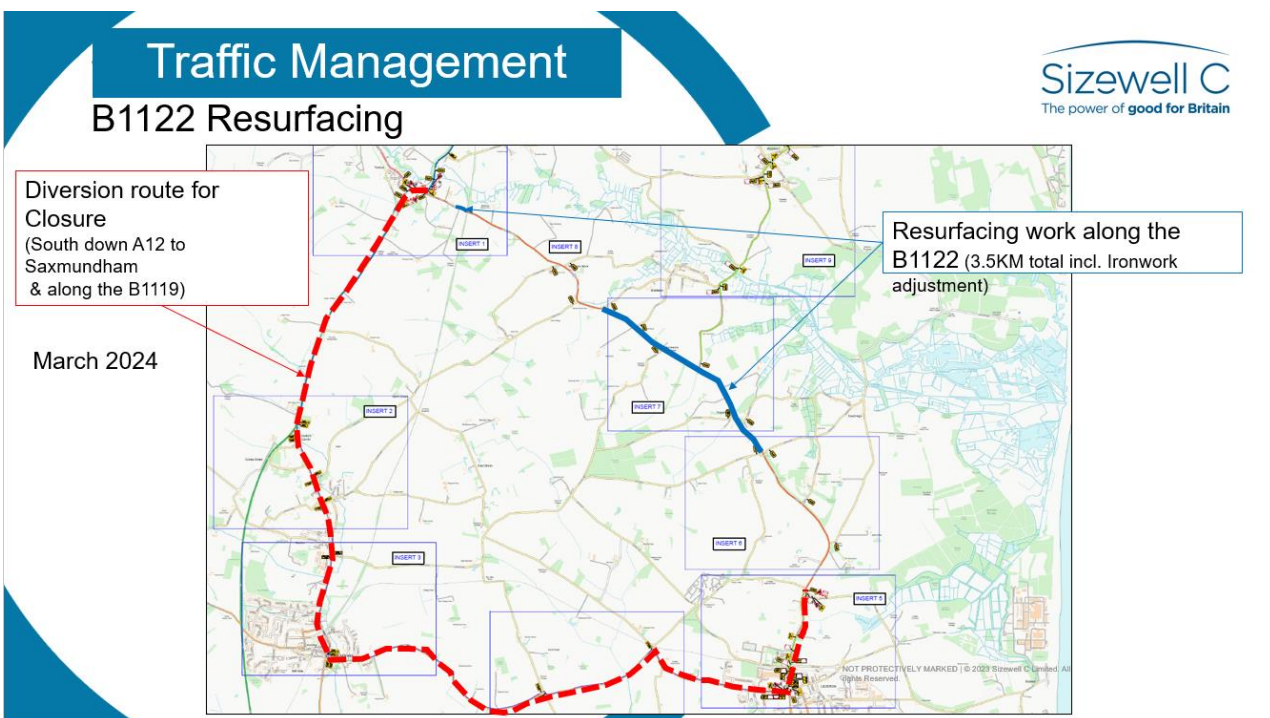 Traffic Management
B1122 Resurfacing
Sizewell C
The power of good for Britain
Diversion route for
Closure
(South down A12 to
Saxmundham
& along the B1119)
Resurfacing work along the
B1122 (3.5KM total incl. Ironwork
adjustment)
March 2024
INSERT 1
INSERT 8
INSERT 9
INSERT 2
INSERT 7
INSERT 3
INSERT 6
INSERT 5
NOT PROTECTIVELY MARKED | © 2023 Sizewell C Limited. All
rights Reserved.